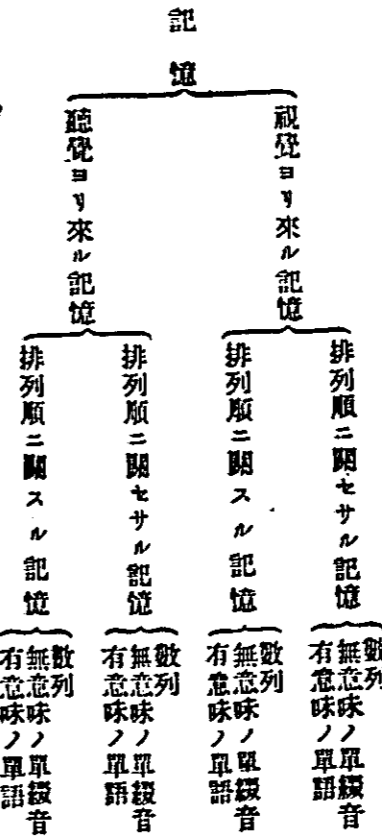 記憶
視覺ヨリ來ル記憶
排列順ニ關セサル記憶
數列
無意味ノ單綴音
有意味ノ單語
排列順ニ關スル記憶
數列
無意味ノ單綴音
有意味ノ單語
聽覺ヨリ來ル記憶
排列順ニ關セサル記憶
數列
無意味ノ單綴音
有意味ノ單語
排列順ニ關スル記憶
數列
無意味ノ單綴音
有意味ノ單語